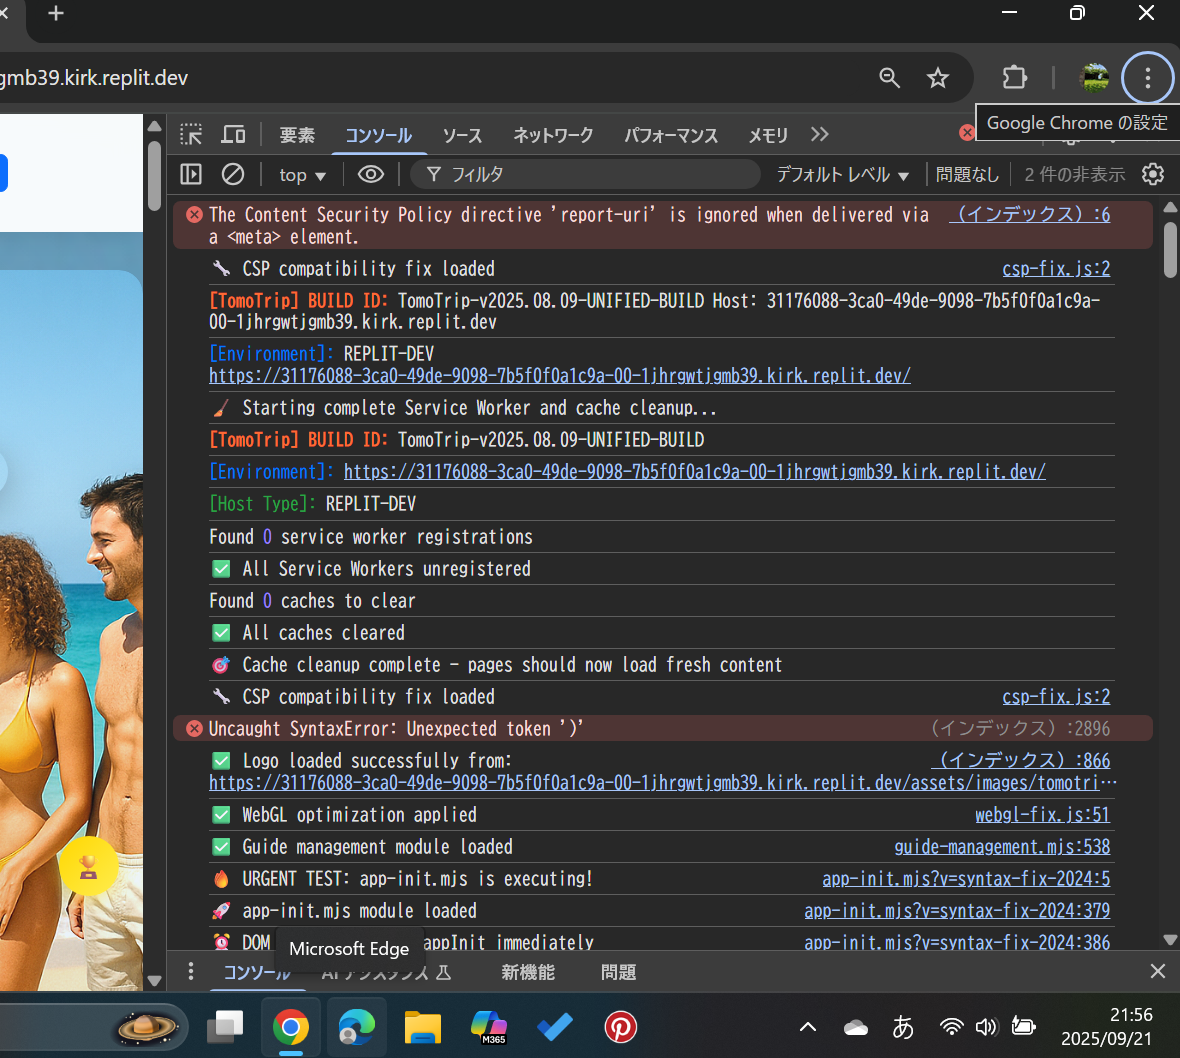 gmb39.kirk.replit.dev
Google Chrome の設定
要素 コンソール ソース ネットワーク パフォーマンス メモリ
top フィルタ デフォルト レベル 問題なし 2 件の非表示
The Content Security Policy directive 'report-uri' is ignored when delivered via (インデックス):6
a <meta> element.
🔧 CSP compatibility fix loaded csp-fix.js:2
[TomoTrip] BUILD ID: TomoTrip-v2025.08.09-UNIFIED-BUILD Host: 31176088-3ca0-49de-9098-7b5f0f0a1c9a-
00-1jhrgwtjgmb39.kirk.replit.dev
[Environment]: REPLIT-DEV
https://31176088-3ca0-49de-9098-7b5f0f0a1c9a-00-1jhrgwtjgmb39.kirk.replit.dev/
🧹 Starting complete Service Worker and cache cleanup...
[TomoTrip] BUILD ID: TomoTrip-v2025.08.09-UNIFIED-BUILD
[Environment]: https://31176088-3ca0-49de-9098-7b5f0f0a1c9a-00-1jhrgwtjgmb39.kirk.replit.dev/
[Host Type]: REPLIT-DEV
Found 0 service worker registrations
✅ All Service Workers unregistered
Found 0 caches to clear
✅ All caches cleared
🎯 Cache cleanup complete - pages should now load fresh content
🔧 CSP compatibility fix loaded csp-fix.js:2
Uncaught SyntaxError: Unexpected token ')' (インデックス):2896
✅ Logo loaded successfully from: (インデックス):866
https://31176088-3ca0-49de-9098-7b5f0f0a1c9a-00-1jhrgwtjgmb39.kirk.replit.dev/assets/images/tomotri…
✅ WebGL optimization applied webgl-fix.js:51
✅ Guide management module loaded guide-management.mjs:538
🔥 URGENT TEST: app-init.mjs is executing! app-init.mjs?v=syntax-fix-2024:5
🚀 app-init.mjs module loaded app-init.mjs?v=syntax-fix-2024:379
⏰ DOM appInit immediately app-init.mjs?v=syntax-fix-2024:386
Microsoft Edge
コンソール AI アシスタンス 新機能 問題
M365
あ
21:56
2025/09/21